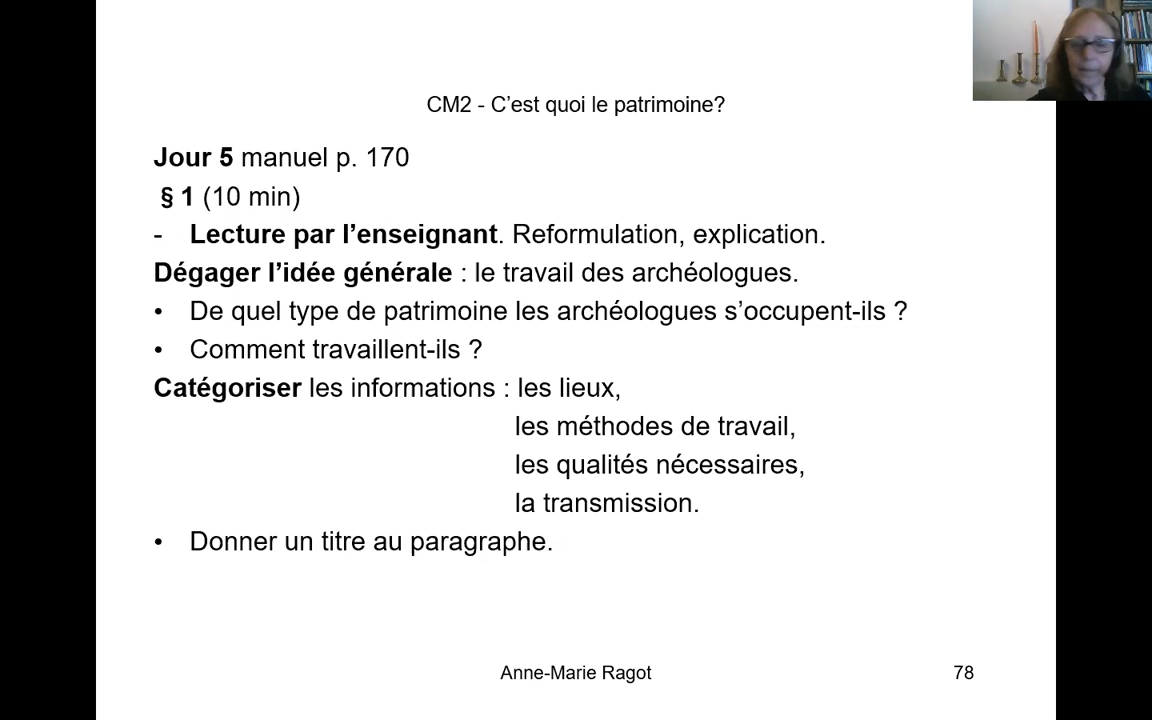 CM2 - C’est quoi le patrimoine?
Jour 5 manuel p. 170
§ 1 (10 min)
- Lecture par l’enseignant. Reformulation, explication.
Dégager l’idée générale : le travail des archéologues.
• De quel type de patrimoine les archéologues s’occupent-ils ?
• Comment travaillent-ils ?
Catégoriser les informations : les lieux,
les méthodes de travail,
les qualités nécessaires,
la transmission.
• Donner un titre au paragraphe.
Anne-Marie Ragot 78